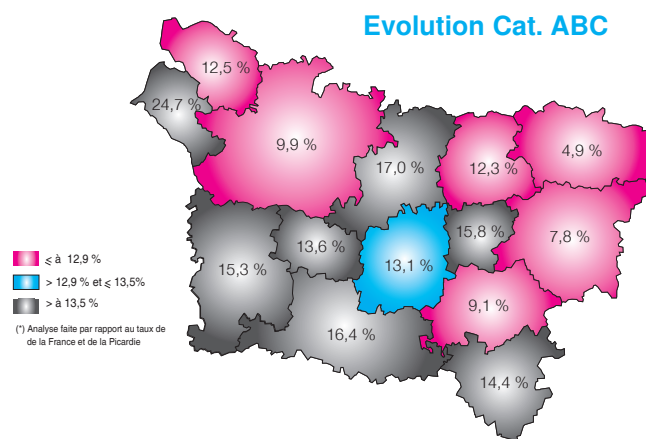 Evolution Cat. ABC
12,5 %
24,7 %
9,9 %
17,0 %
12,3 %
4,9 %
15,3 %
13,6 %
13,1 %
15,8 %
7,8 %
16,4 %
9,1 %
14,4 %
⩽ à 12,9 %
> 12,9 % et ⩽ 13,5%
> à 13,5 %
(*) Analyse faite par rapport au taux de
de la France et de la Picardie